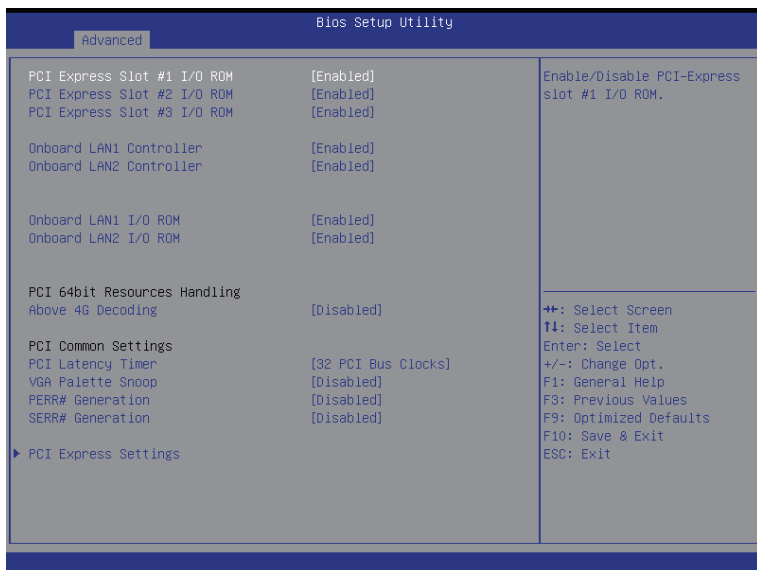 Bios Setup Utility
Advanced
PCI Express Slot #1 I/O ROM [Enabled]
PCI Express Slot #2 I/O ROM [Enabled]
PCI Express Slot #3 I/O ROM [Enabled]
Onboard LAN1 Controller [Enabled]
Onboard LAN2 Controller [Enabled]
Onboard LAN1 I/O ROM [Enabled]
Onboard LAN2 I/O ROM [Enabled]
PCI 64bit Resources Handling
Above 4G Decoding [Disabled]
PCI Common Settings
PCI Latency Timer [32 PCI Bus Clocks]
VGA Palette Snoop [Disabled]
PERR# Generation [Disabled]
SERR# Generation [Disabled]
PCI Express Settings
Enable/Disable PCI-Express
slot #1 I/O ROM.
→←: Select Screen
↑↓: Select Item
Enter: Select
+/-: Change Opt.
F1: General Help
F3: Previous Values
F9: Optimized Defaults
F10: Save & Exit
ESC: Exit